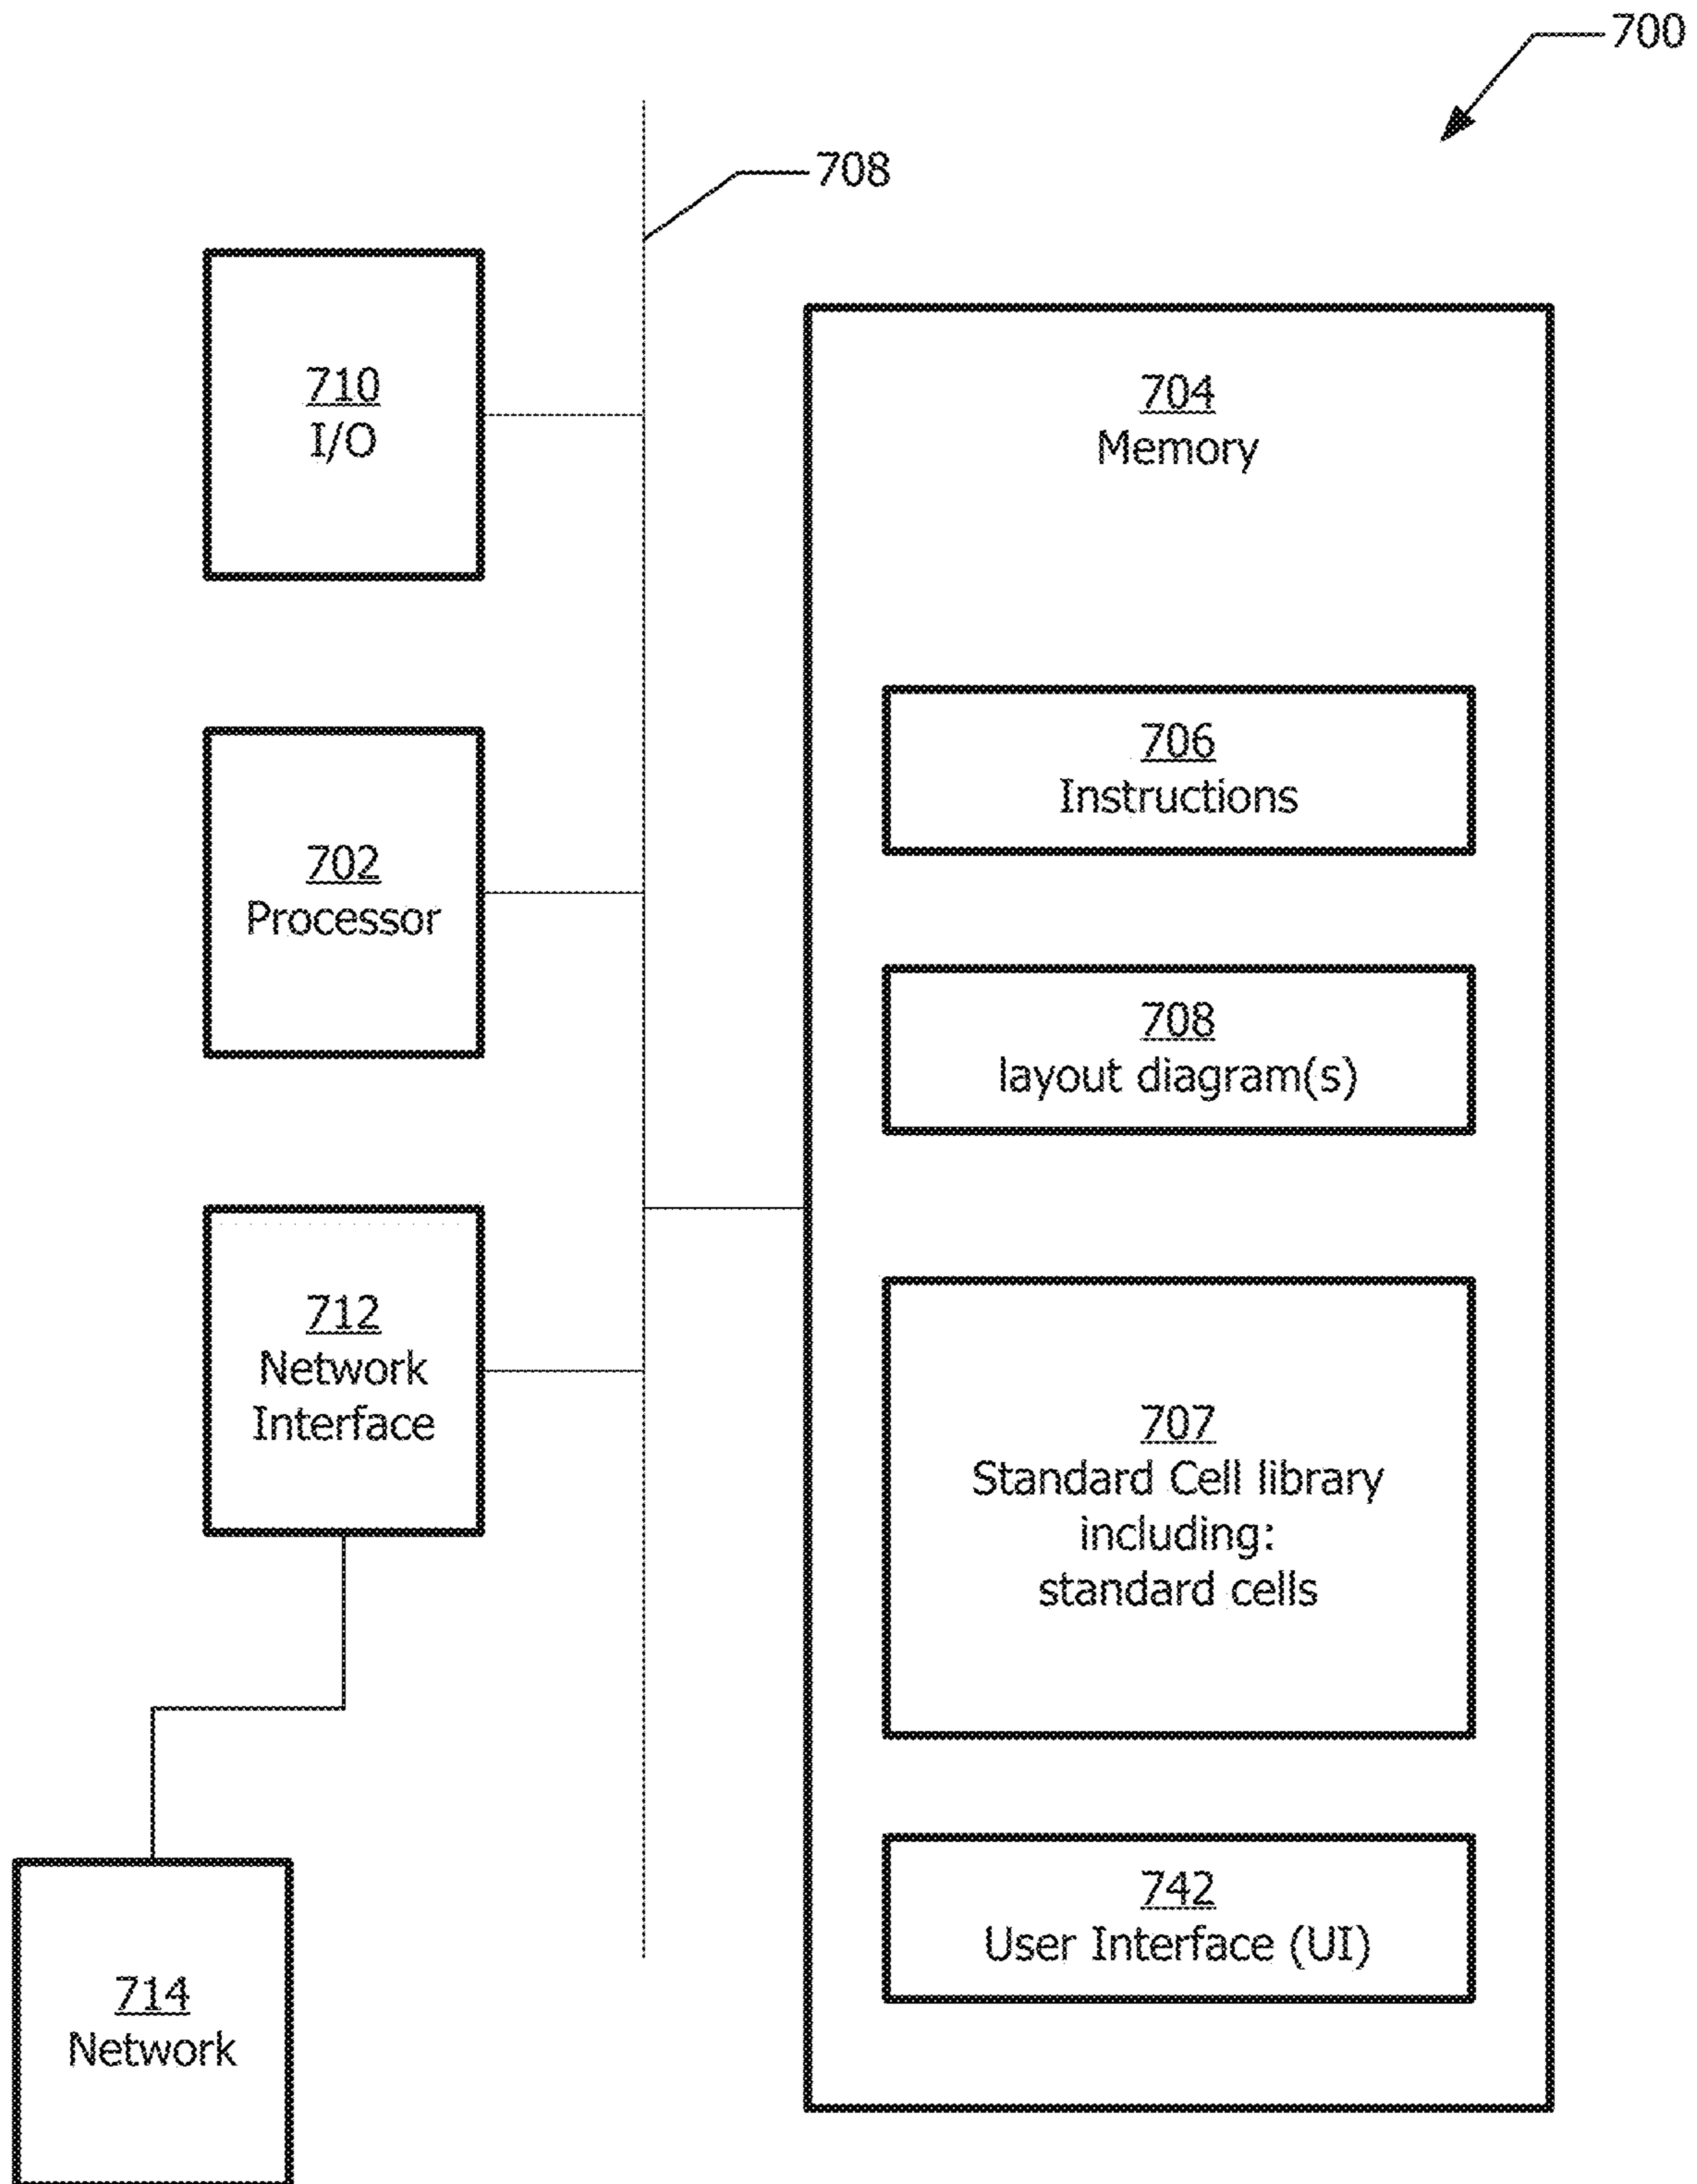 700
708
710
I/O
704
Memory
706
Instructions
702
Processor
708
layout diagram(s)
712
Network
Interface
707
Standard Cell library
including:
standard cells
742
User Interface (UI)
714
Network